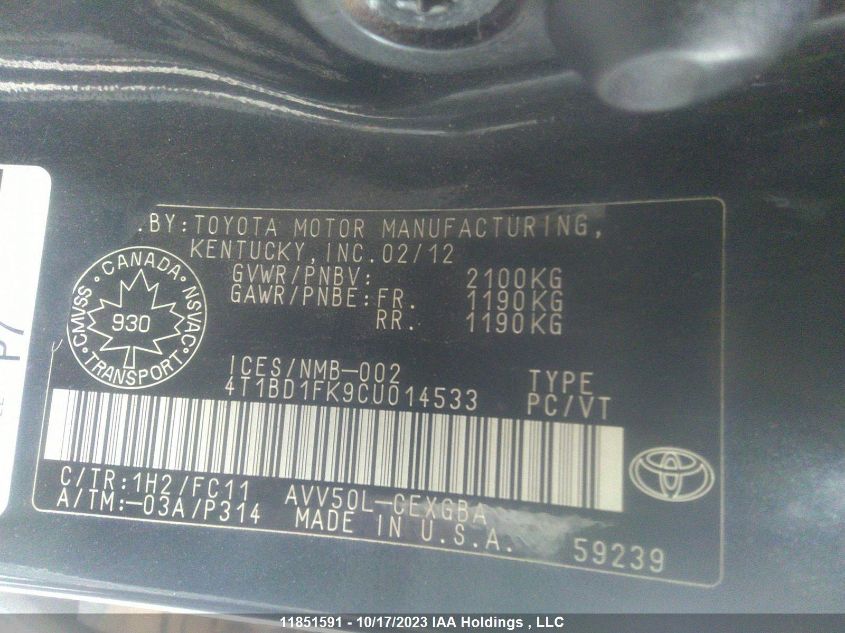 .BY:TOYOTA MOTOR MANUFACTURING,
KENTUCKY, INC. 02/12
GVWR/PNBV: 2100KG
GAWR/PNBE:FR. 1190KG
RR. 1190KG
CMVSS · CANADA · NSVAC · TRANSPORT ·
930
ICES/NMB-002
4T1BD1FK9CU014533
TYPE
PC/VT
C/TR:1H2/FC11 AVV50L-CEXGBA
A/TM:-03A/P314 MADE IN U.S.A.
59239
P7
11851591 - 10/17/2023 IAA Holdings , LLC